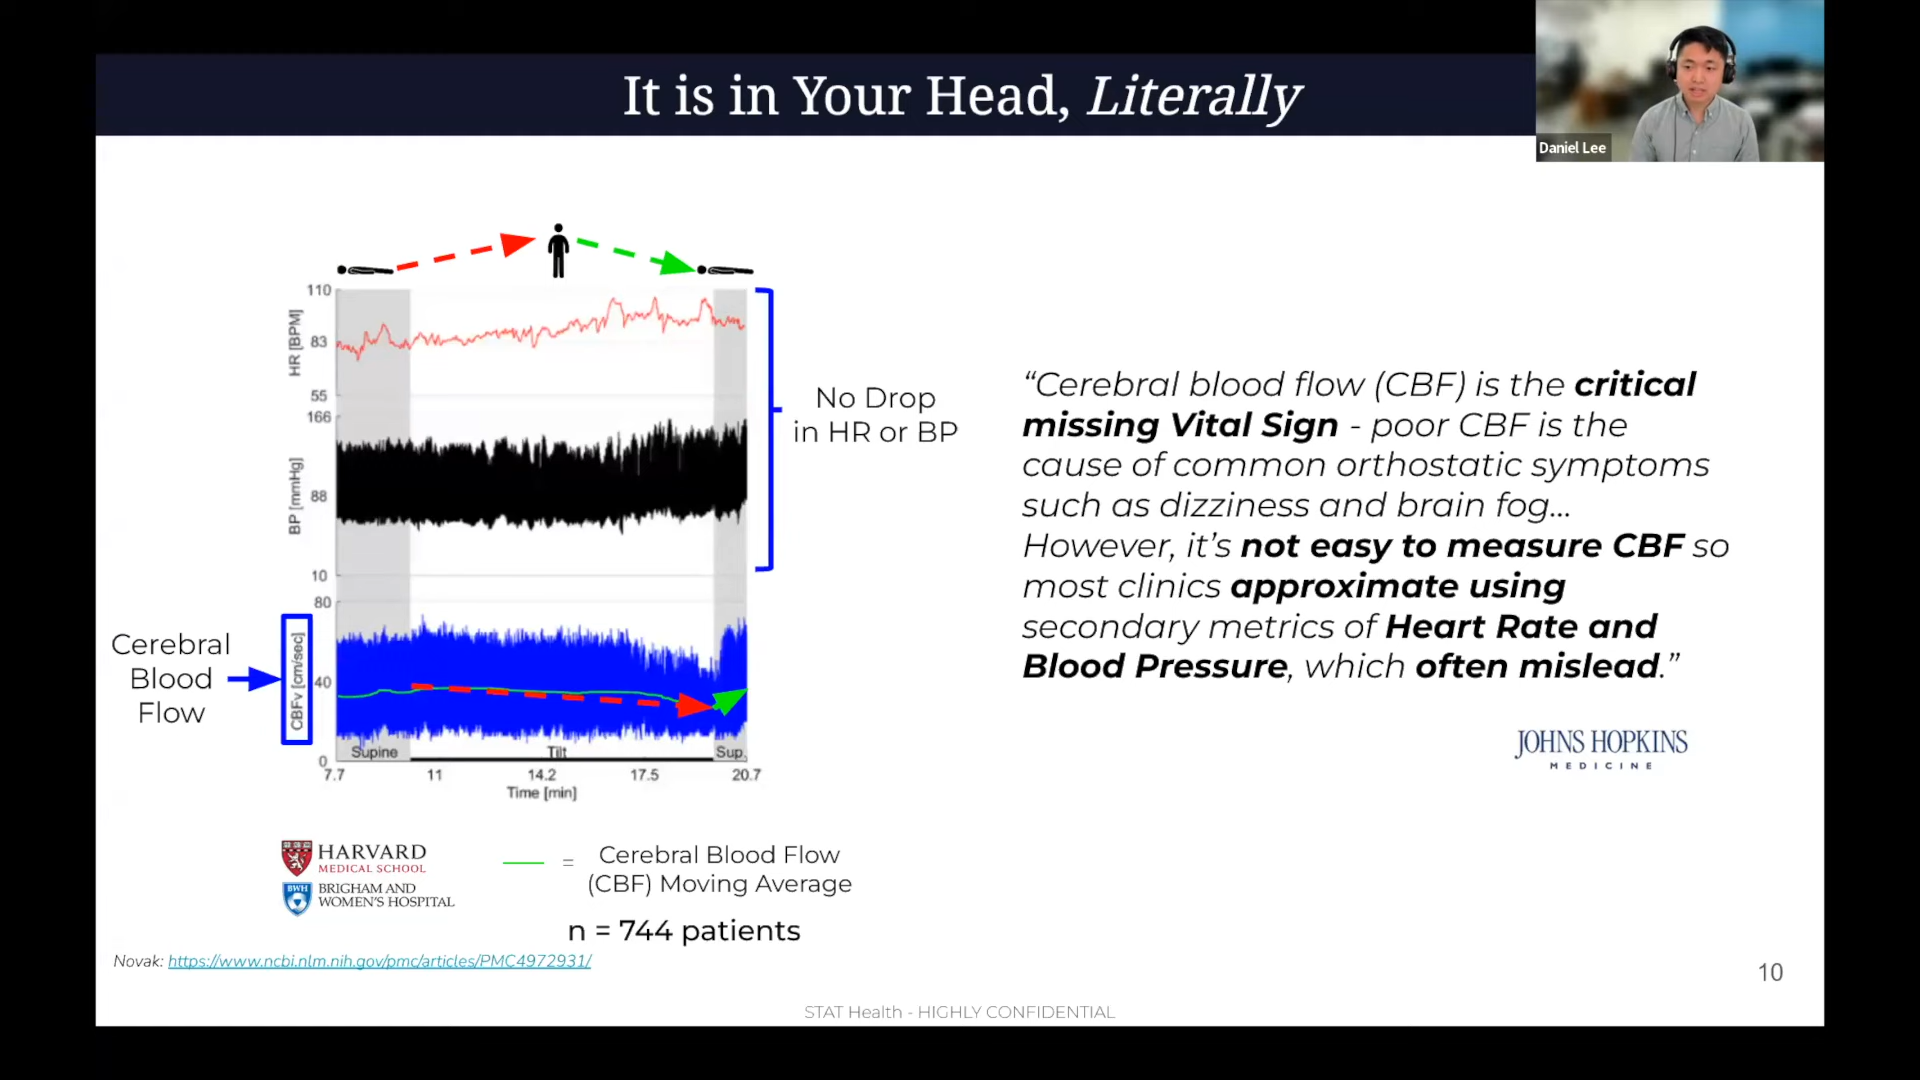 It is in Your Head, Literally
Daniel Lee
110
83
55
HR [BPM]
166
88
10
BP [mmHg]
80
40
0
CBFv [cm/sec]
Supine
Tilt
Sup.
7.7
11
14.2
17.5
20.7
Time [min]
No Drop
in HR or BP
Cerebral
Blood
Flow
“Cerebral blood flow (CBF) is the critical
missing Vital Sign - poor CBF is the
cause of common orthostatic symptoms
such as dizziness and brain fog...
However, it’s not easy to measure CBF so
most clinics approximate using
secondary metrics of Heart Rate and
Blood Pressure, which often mislead.”
JOHNS HOPKINS
MEDICINE
HARVARD
MEDICAL SCHOOL
BWH
BRIGHAM AND
WOMEN'S HOSPITAL
= Cerebral Blood Flow
(CBF) Moving Average
n = 744 patients
Novak: https://www.ncbi.nlm.nih.gov/pmc/articles/PMC4972931/
10
STAT Health - HIGHLY CONFIDENTIAL